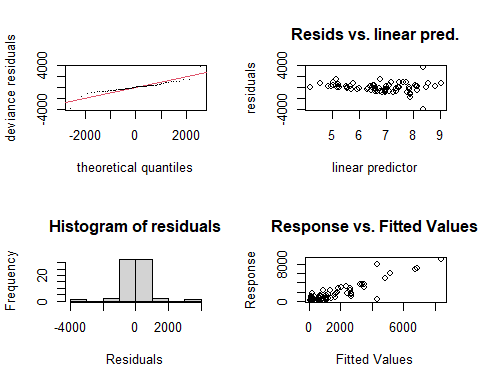 deviance residuals
-4000
4000
-2000
0
2000
theoretical quantiles
Resids vs. linear pred.
residuals
-4000
4000
5
6
7
8
9
linear predictor
Histogram of residuals
Frequency
0
20
-4000
0
2000
Residuals
Response vs. Fitted Values
Response
0
8000
0
2000
6000
Fitted Values